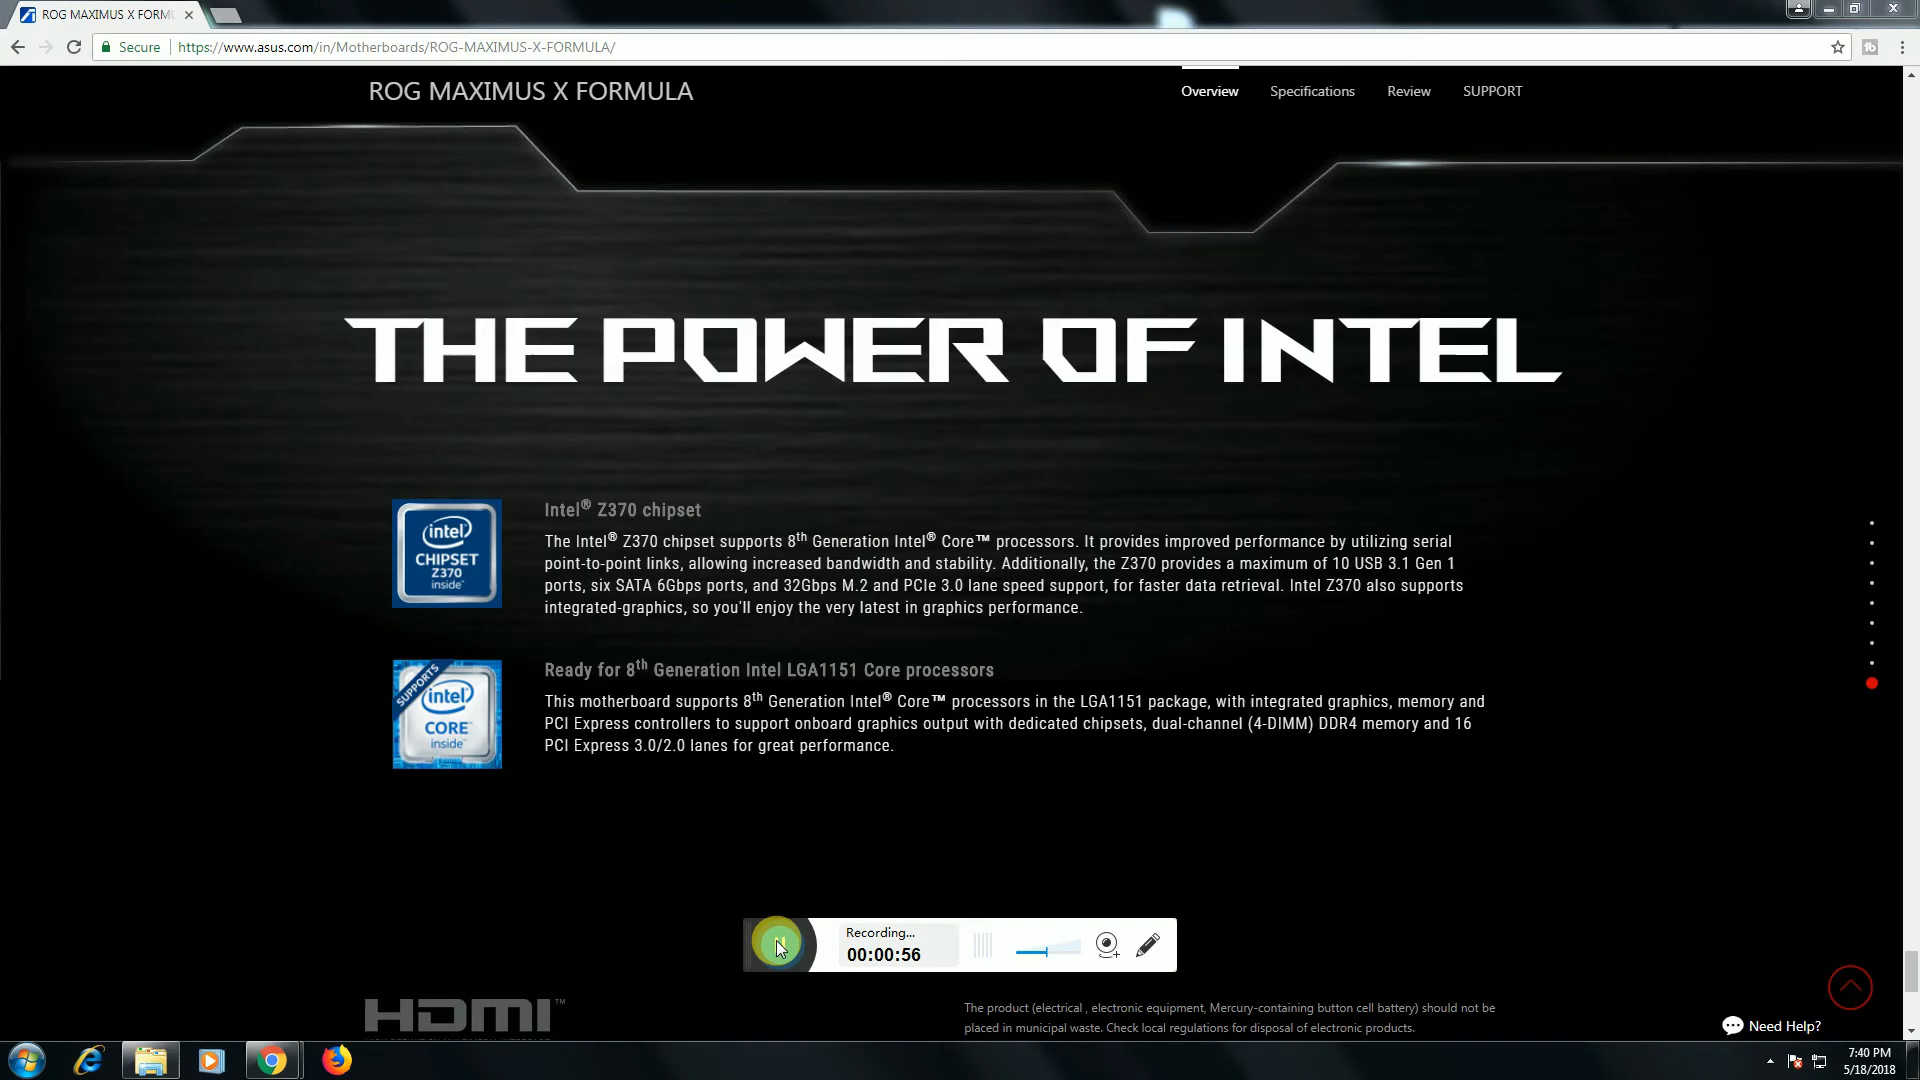 ROG MAXIMUS X FORMU
Secure https://www.asus.com/in/Motherboards/ROG-MAXIMUS-X-FORMULA/
ROG MAXIMUS X FORMULA
Overview Specifications Review SUPPORT
THE POWER OF INTEL
intel CHIPSET Z370 inside™
Intel® Z370 chipset
The Intel® Z370 chipset supports 8th Generation Intel® Core™ processors. It provides improved performance by utilizing serial
point-to-point links, allowing increased bandwidth and stability. Additionally, the Z370 provides a maximum of 10 USB 3.1 Gen 1
ports, six SATA 6Gbps ports, and 32Gbps M.2 and PCIe 3.0 lane speed support, for faster data retrieval. Intel Z370 also supports
integrated-graphics, so you'll enjoy the very latest in graphics performance.
SUPPORTS intel CORE™ inside™
Ready for 8th Generation Intel LGA1151 Core processors
This motherboard supports 8th Generation Intel® Core™ processors in the LGA1151 package, with integrated graphics, memory and
PCI Express controllers to support onboard graphics output with dedicated chipsets, dual-channel (4-DIMM) DDR4 memory and 16
PCI Express 3.0/2.0 lanes for great performance.
Recording...
00:00:56
HDMI™
The product (electrical , electronic equipment, Mercury-containing button cell battery) should not be
placed in municipal waste. Check local regulations for disposal of electronic products.
Need Help?
7:40 PM
5/18/2018